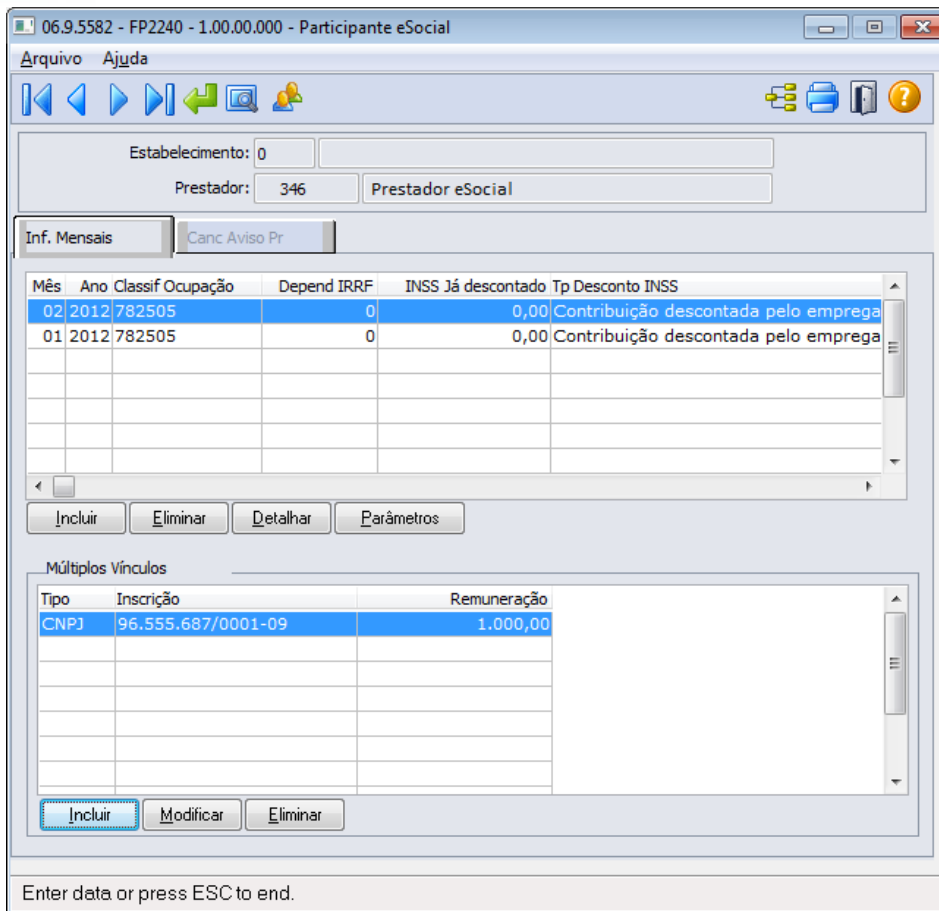 06.9.5582 - FP2240 - 1.00.00.000 - Participante eSocial
Arquivo Ajuda
Estabelecimento: 0
Prestador: 346 Prestador eSocial
Inf. Mensais Canc Aviso Pr
Mês Ano Classif Ocupação Depend IRRF INSS Já descontado Tp Desconto INSS
02 2012 782505 0 0,00 Contribuição descontada pelo emprega
01 2012 782505 0 0,00 Contribuição descontada pelo emprega
Incluir Eliminar Detalhar Parâmetros
Múltiplos Vínculos
Tipo Inscrição Remuneração
CNPJ 96.555.687/0001-09 1.000,00
Incluir Modificar Eliminar
Enter data or press ESC to end.